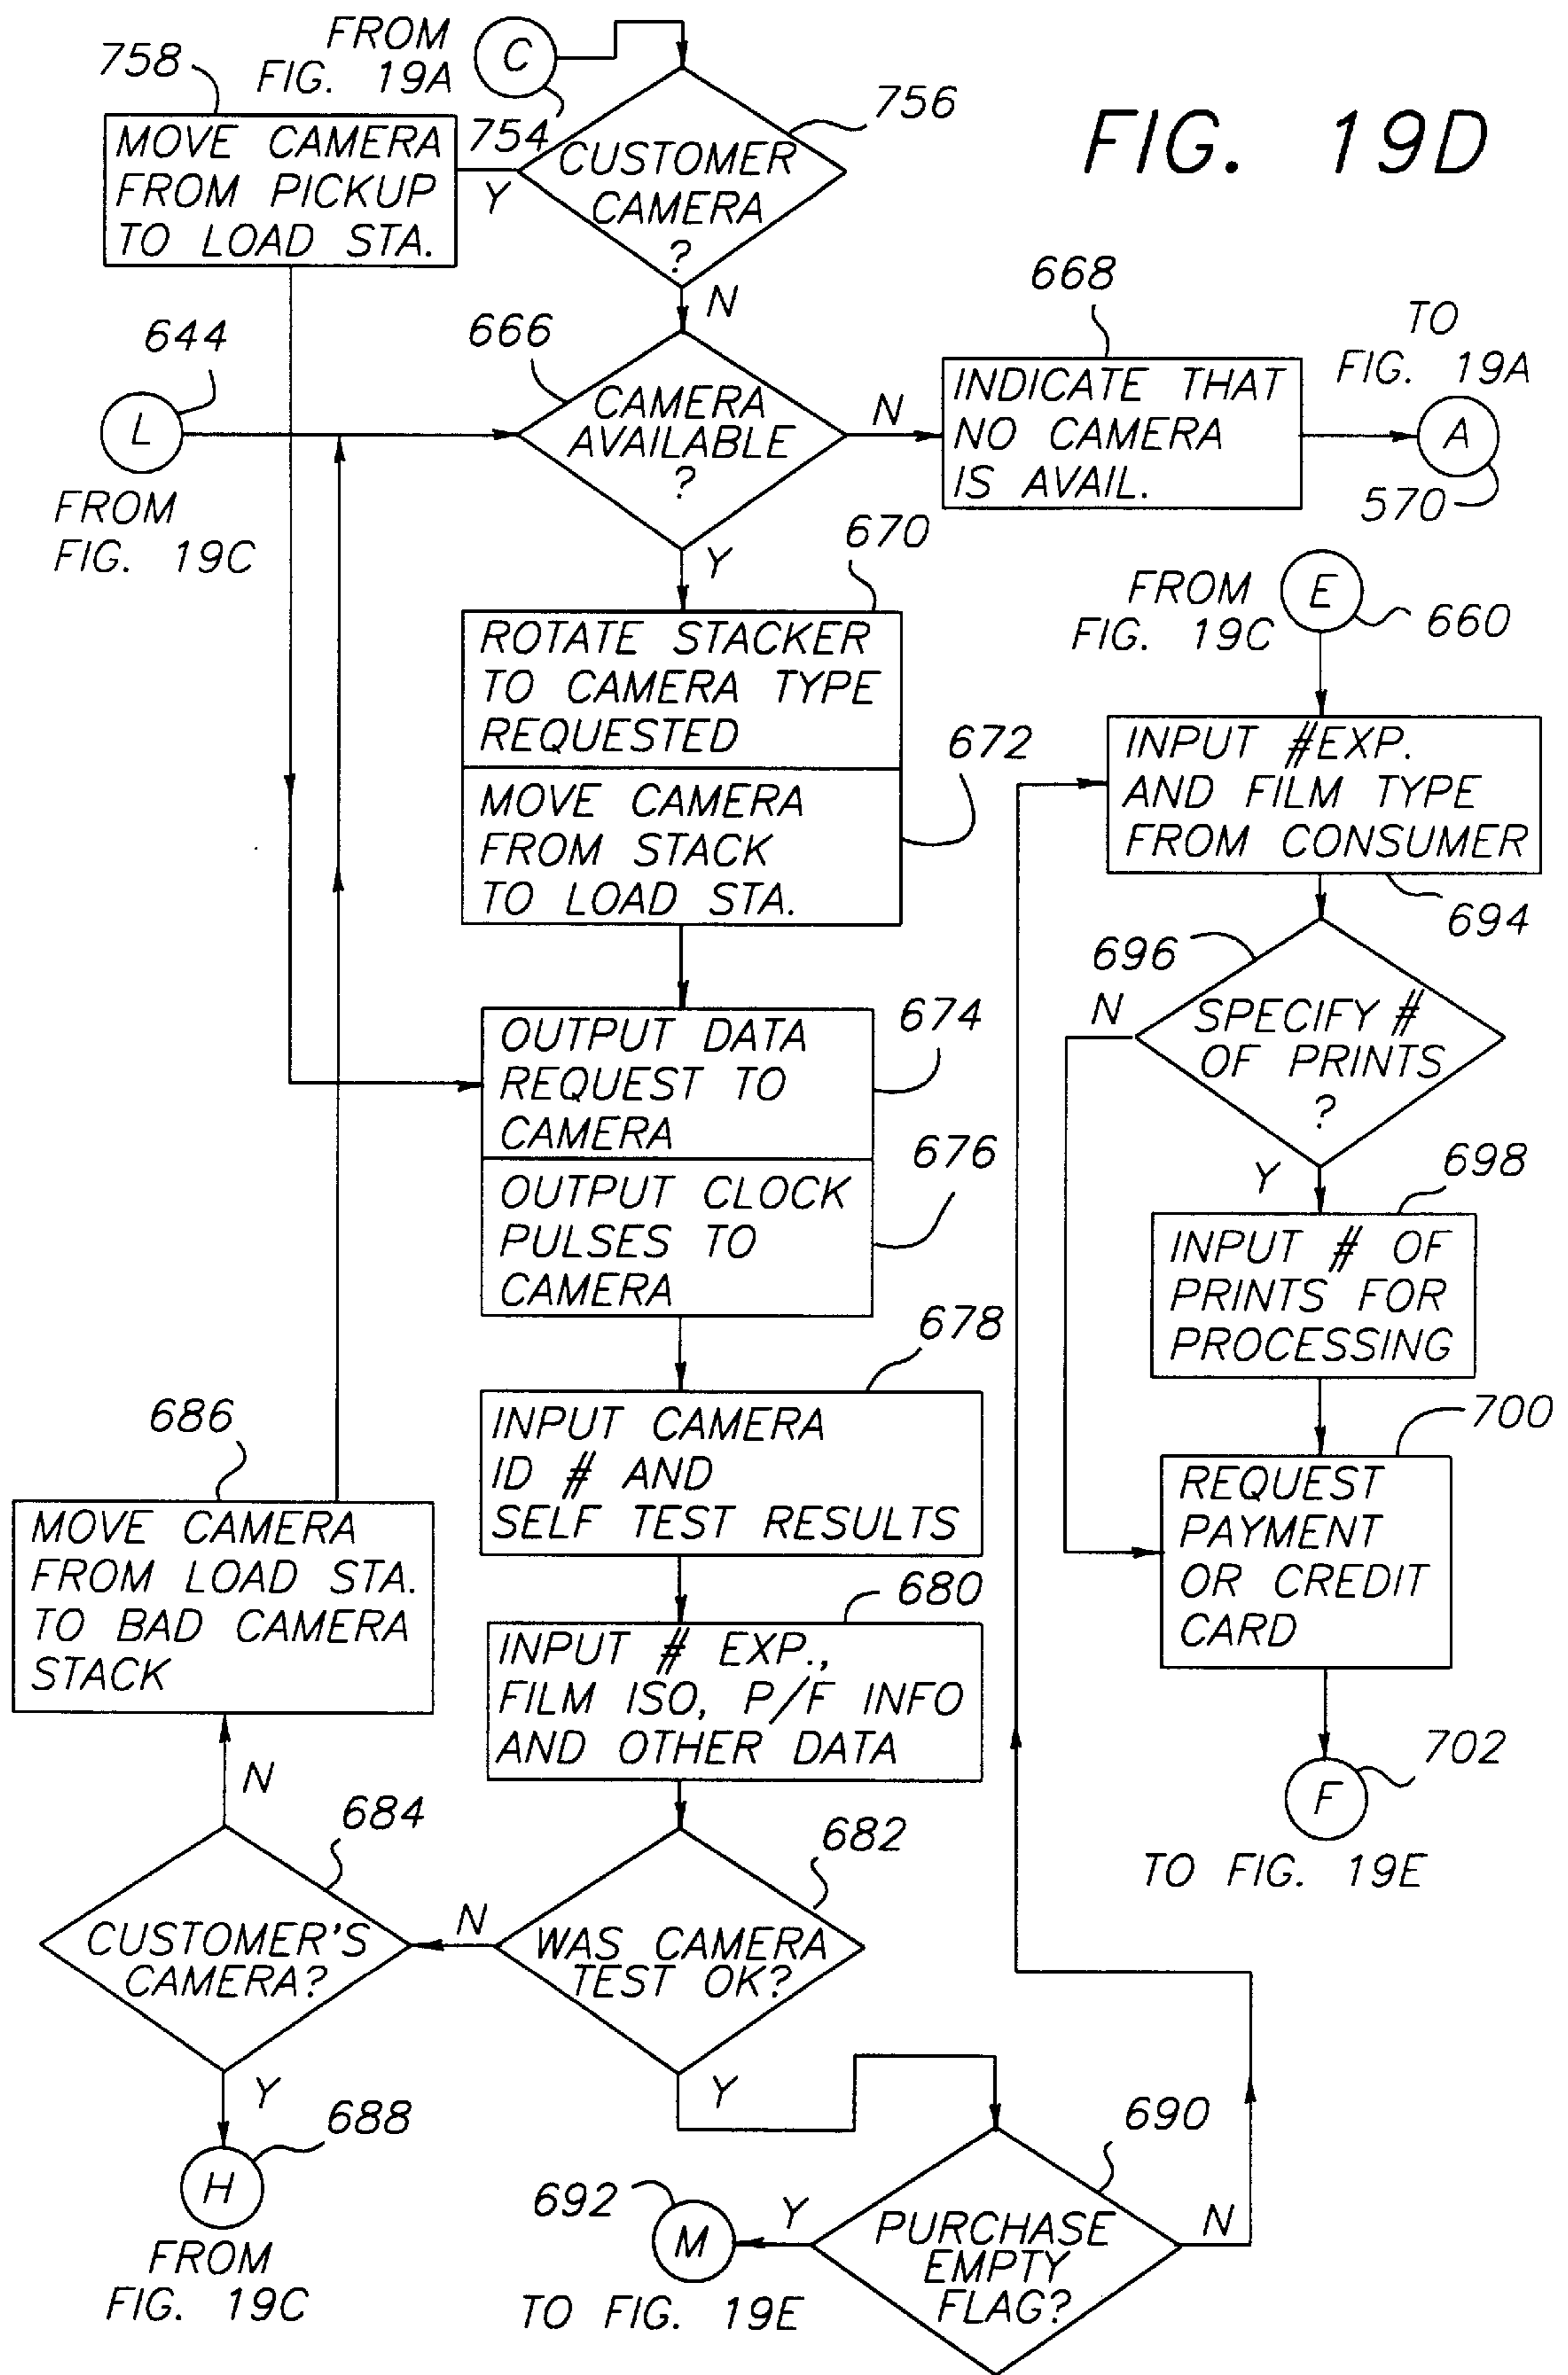 FROM
FIG. 19A
C
754
758
756
FIG. 19D
MOVE CAMERA
FROM PICKUP
TO LOAD STA.
Y
CUSTOMER
CAMERA
?
N
644
L
FROM
FIG. 19C
666
CAMERA
AVAILABLE
?
N
668
INDICATE THAT
NO CAMERA
IS AVAIL.
TO
FIG. 19A
A
570
Y
670
ROTATE STACKER
TO CAMERA TYPE
REQUESTED
672
MOVE CAMERA
FROM STACK
TO LOAD STA.
674
OUTPUT DATA
REQUEST TO
CAMERA
676
OUTPUT CLOCK
PULSES TO
CAMERA
678
INPUT CAMERA
ID # AND
SELF TEST RESULTS
680
INPUT # EXP.,
FILM ISO, P/F INFO
AND OTHER DATA
682
WAS CAMERA
TEST OK?
N
684
CUSTOMER'S
CAMERA?
N
686
MOVE CAMERA
FROM LOAD STA.
TO BAD CAMERA
STACK
Y
688
H
FROM
FIG. 19C
Y
690
PURCHASE
EMPTY
FLAG?
Y
692
M
TO FIG. 19E
N
FROM
FIG. 19C
E
660
INPUT #EXP.
AND FILM TYPE
FROM CONSUMER
694
696
SPECIFY #
OF PRINTS
?
N
Y
698
INPUT # OF
PRINTS FOR
PROCESSING
700
REQUEST
PAYMENT
OR CREDIT
CARD
702
F
TO FIG. 19E